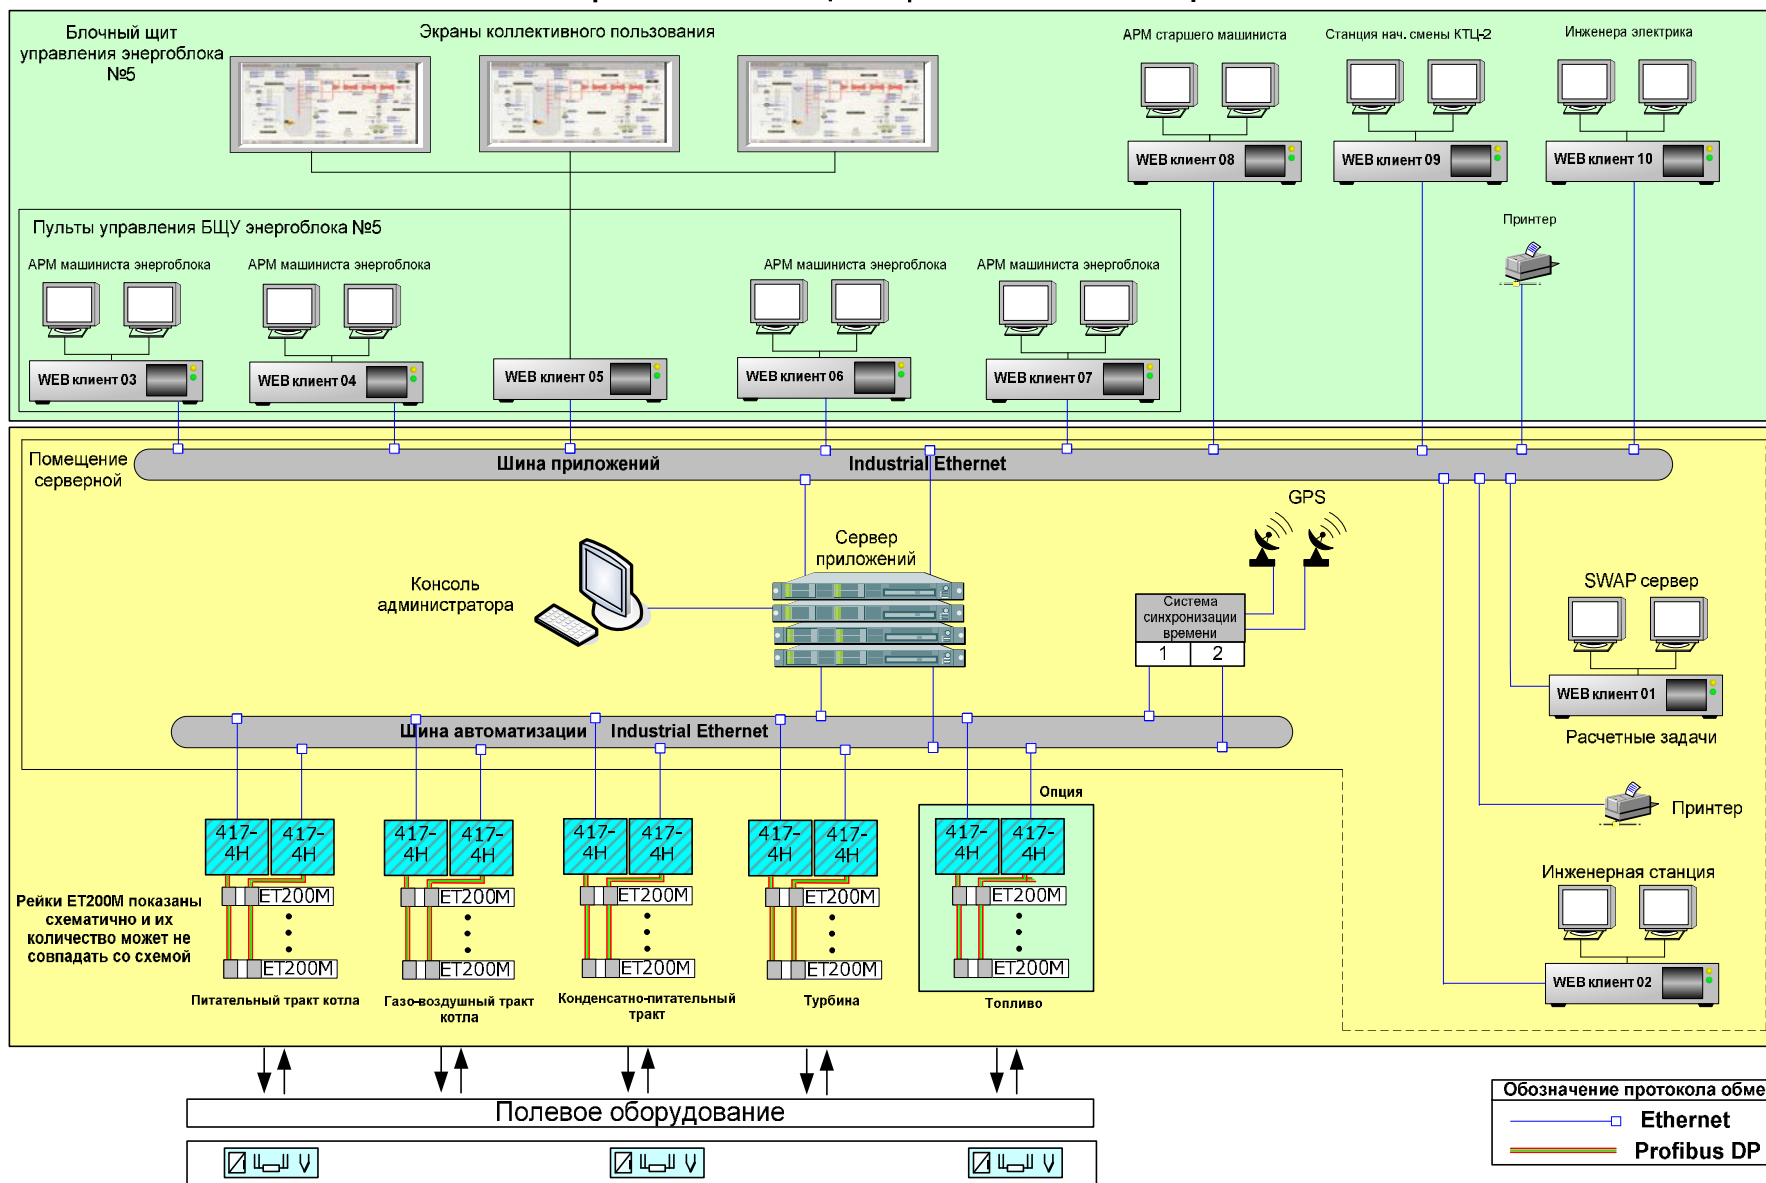 Блочный щит
управления энергоблока
№5
Экраны коллективного пользования
АРМ старшего машиниста
Станция нач. смены КТЦ-2
Инженера электрика
WEB клиент 08
WEB клиент 09
WEB клиент 10
Пульты управления БЩУ энергоблока №5
Принтер
АРМ машиниста энергоблока
АРМ машиниста энергоблока
АРМ машиниста энергоблока
АРМ машиниста энергоблока
WEB клиент 03
WEB клиент 04
WEB клиент 05
WEB клиент 06
WEB клиент 07
Помещение
серверной
Шина приложений
Industrial Ethernet
GPS
Сервер
приложений
Консоль
администратора
Система
синхронизации
времени
1
2
SWAP сервер
WEB клиент 01
Расчетные задачи
Шина автоматизации
Industrial Ethernet
Опция
Принтер
417-
4H
417-
4H
417-
4H
417-
4H
417-
4H
417-
4H
417-
4H
417-
4H
417-
4H
417-
4H
Рейки ET200M показаны
схематично и их
количество может не
совпадать со схемой
ET200M
ET200M
ET200M
ET200M
ET200M
ET200M
ET200M
ET200M
ET200M
ET200M
Инженерная станция
WEB клиент 02
Питательный тракт котла
Газо-воздушный тракт
котла
Конденсатно-питательный
тракт
Турбина
Топливо
Полевое оборудование
Обозначение протокола обме
Ethernet
Profibus DP